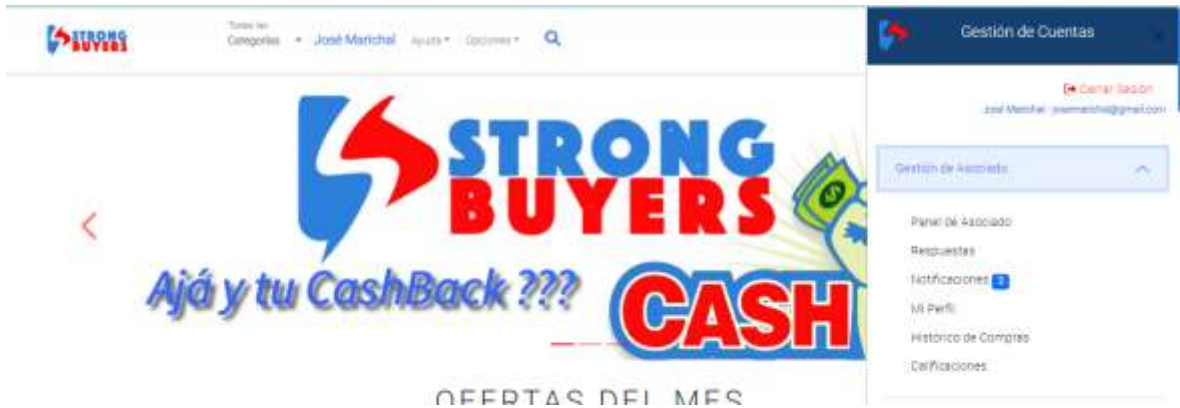 STRONG
BUYERS
Todas las
Categorías
José Marichal
Ayuda
Opciones
STRONG
BUYERS
Ajá y tu CashBack ???
CASH
OFERTAS DEL MES
Gestión de Cuentas
Cerrar Sesión
José Marichal
Gestión de Asociado
Panel de Asociado
Respuestas
Notificaciones
Mi Perfil
Histórico de Compras
Calificaciones